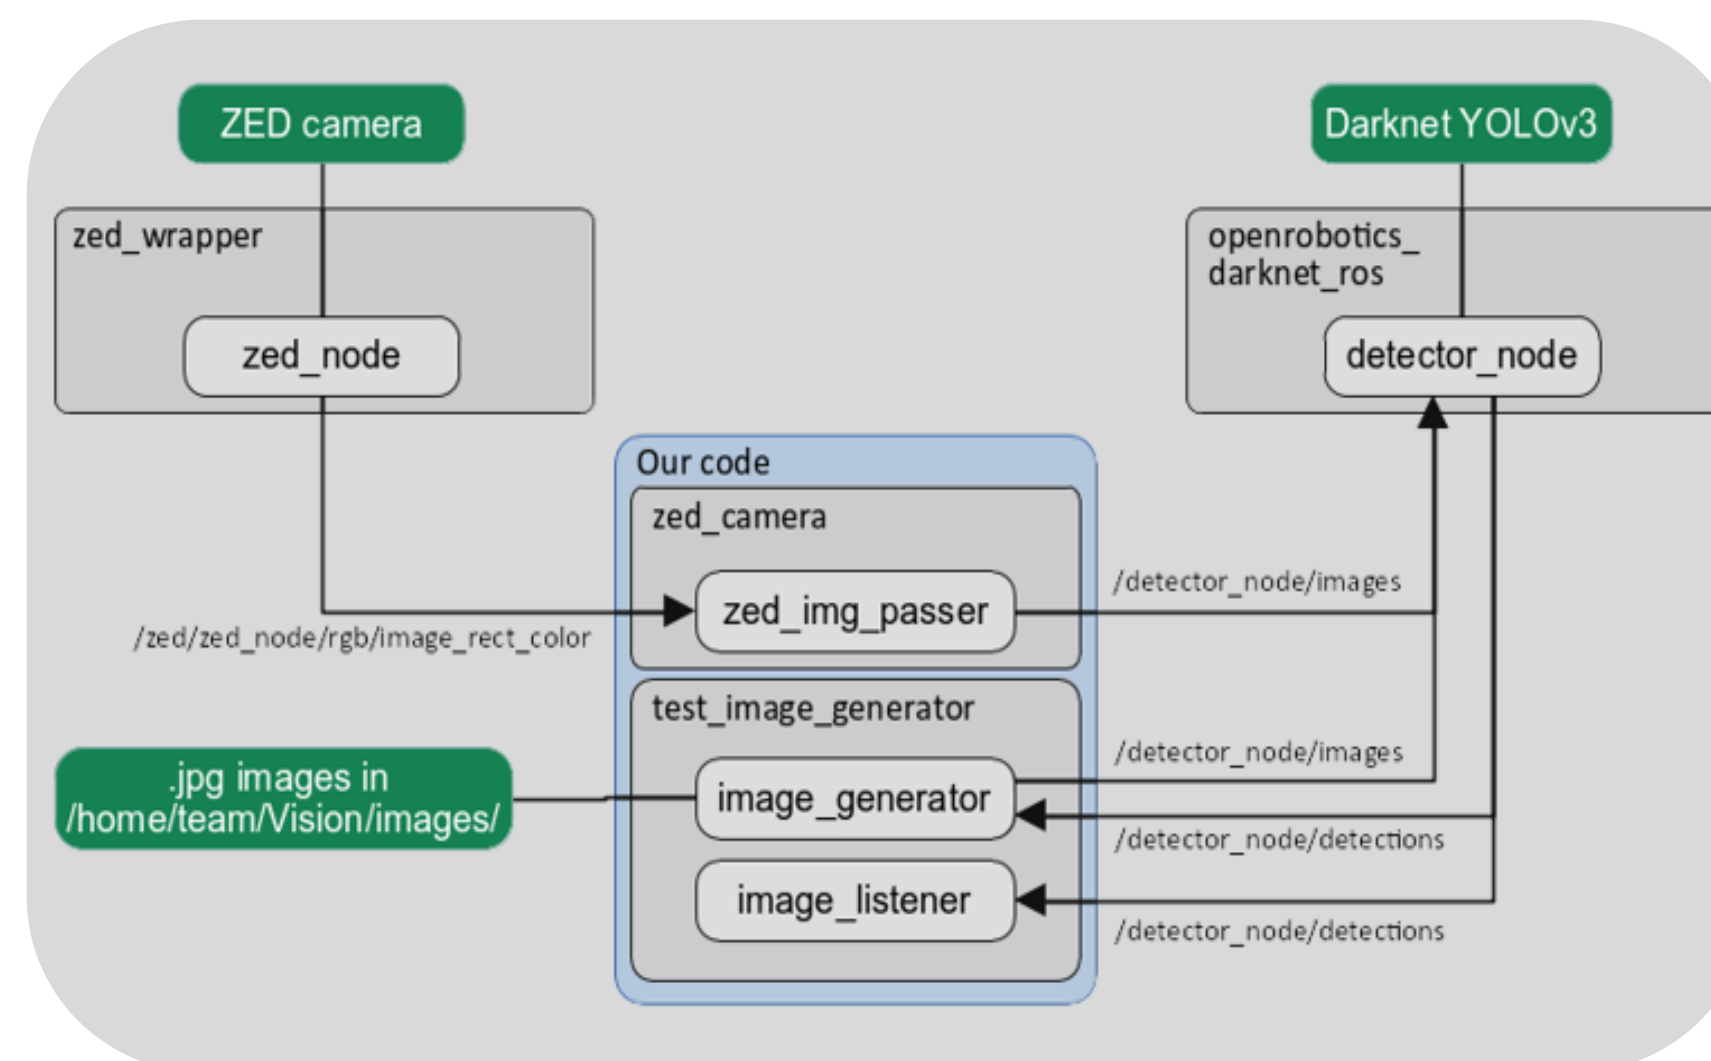 ZED camera
Darknet YOLOv3
zed_wrapper
openrobotics_
darknet_ros
zed_node
detector_node
Our code
zed_camera
zed_img_passer
/detector_node/images
/zed/zed_node/rgb/image_rect_color
test_image_generator
.jpg images in
/home/team/Vision/images/
image_generator
/detector_node/images
/detector_node/detections
image_listener
/detector_node/detections